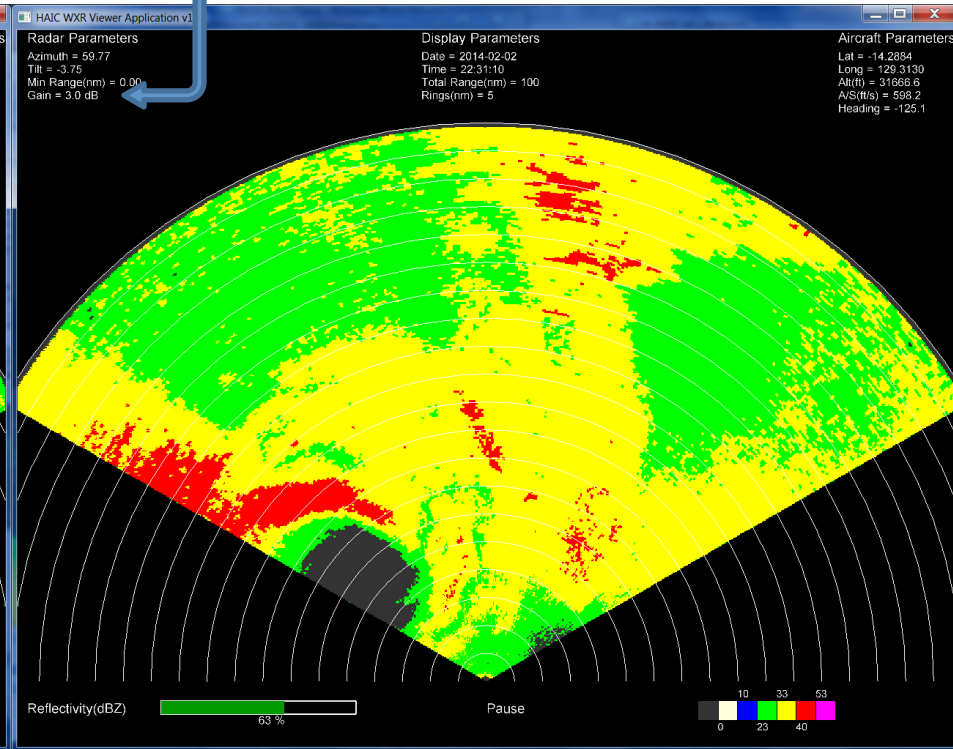 HAIC WXR Viewer Application v1
Radar Parameters
Azimuth = 59.77
Tilt = -3.75
Min Range(nm) = 0.00
Gain = 3.0 dB
Display Parameters
Date = 2014-02-02
Time = 22:31:10
Total Range(nm) = 100
Rings(nm) = 5
Aircraft Parameters
Lat = -14.2884
Long = 129.3130
Alt(ft) = 31666.6
A/S(ft/s) = 598.2
Heading = -125.1
Reflectivity(dBZ)
63 %
Pause
10 33 53
0 23 40